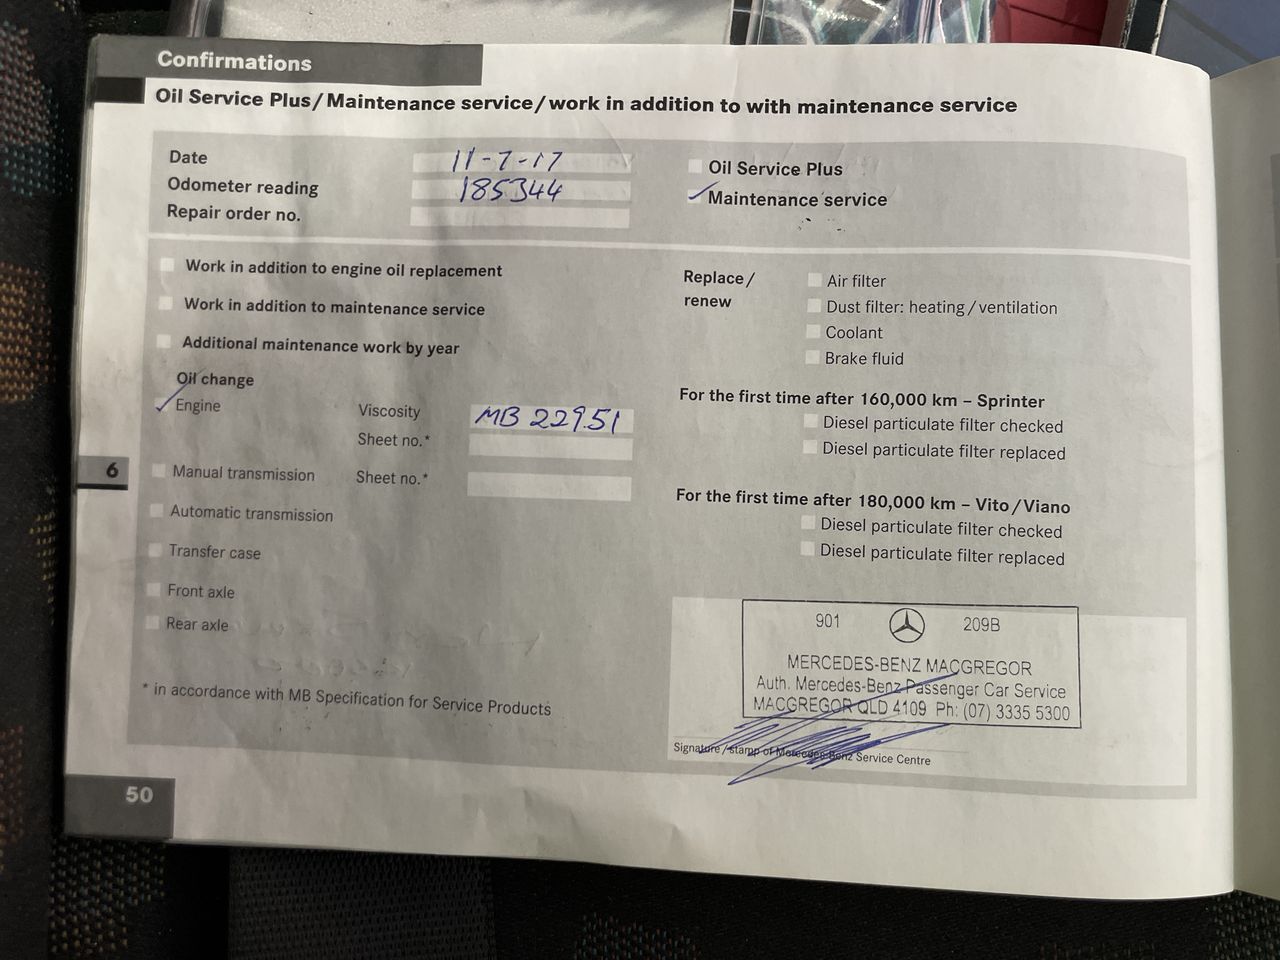 Confirmations
Oil Service Plus/Maintenance service/work in addition to with maintenance service
Date 11-7-17
Odometer reading 185344
Repair order no.
Oil Service Plus
Maintenance service
Work in addition to engine oil replacement
Work in addition to maintenance service
Additional maintenance work by year
Oil change
Engine Viscosity MB 229.51
Sheet no.*
Manual transmission Sheet no.*
Automatic transmission
Transfer case
Front axle
Rear axle
* in accordance with MB Specification for Service Products
Replace/ Air filter
renew Dust filter: heating/ventilation
Coolant
Brake fluid
For the first time after 160,000 km – Sprinter
Diesel particulate filter checked
Diesel particulate filter replaced
For the first time after 180,000 km – Vito/Viano
Diesel particulate filter checked
Diesel particulate filter replaced
901 209B
MERCEDES-BENZ MACGREGOR
Auth. Mercedes-Benz Passenger Car Service
MACGREGOR QLD 4109 Ph: (07) 3335 5300
Signature/stamp of Mercedes-Benz Service Centre
6
50